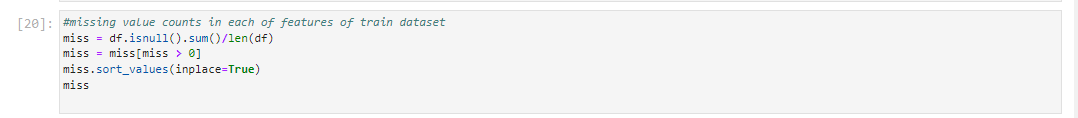 [20]: #missing value counts in each of features of train dataset
miss = df.isnull().sum()/len(df)
miss = miss[miss > 0]
miss.sort_values(inplace=True)
miss